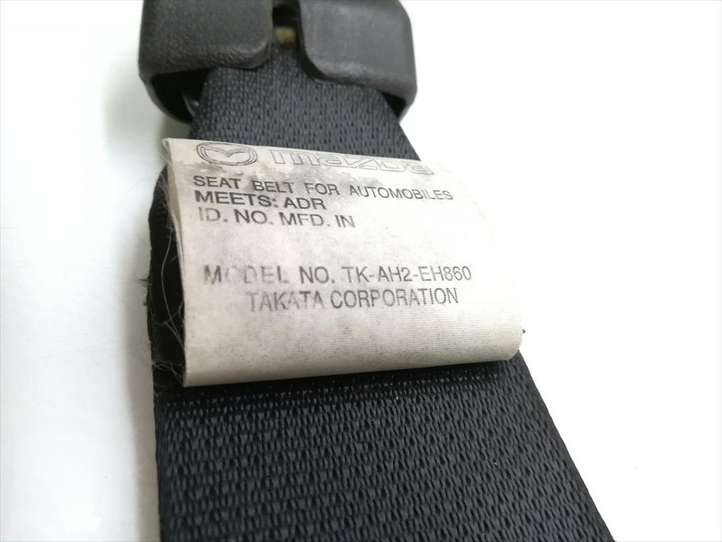 mazda
SEAT BELT FOR AUTOMOBILES
MEETS: ADR
ID. NO. MFD. IN
MODEL NO. TK-AH2-EH860
TAKATA CORPORATION